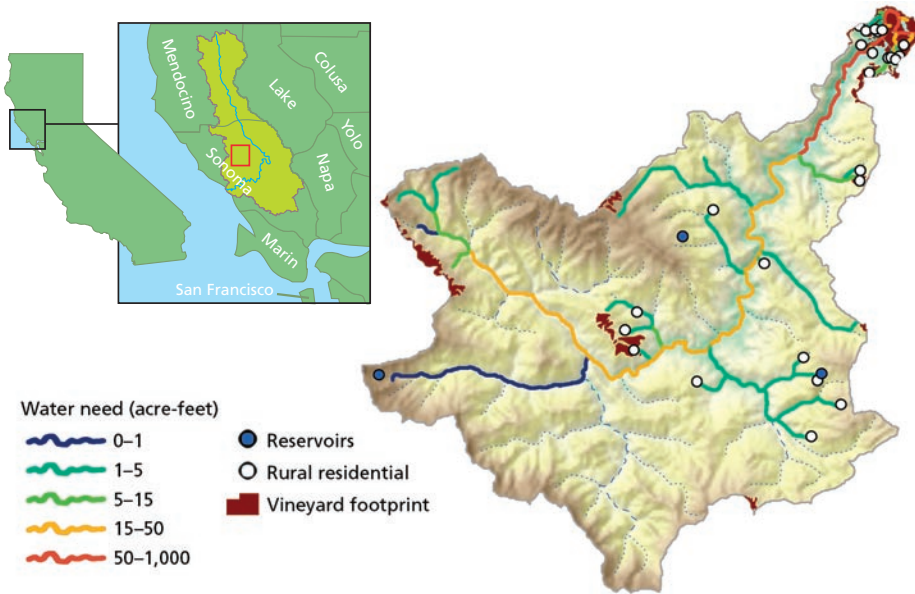 Mendocino
Lake
Colusa
Yolo
Napa
Sonoma
Marin
San Francisco
Water need (acre-feet)
0–1
1–5
5–15
15–50
50–1,000
Reservoirs
Rural residential
Vineyard footprint